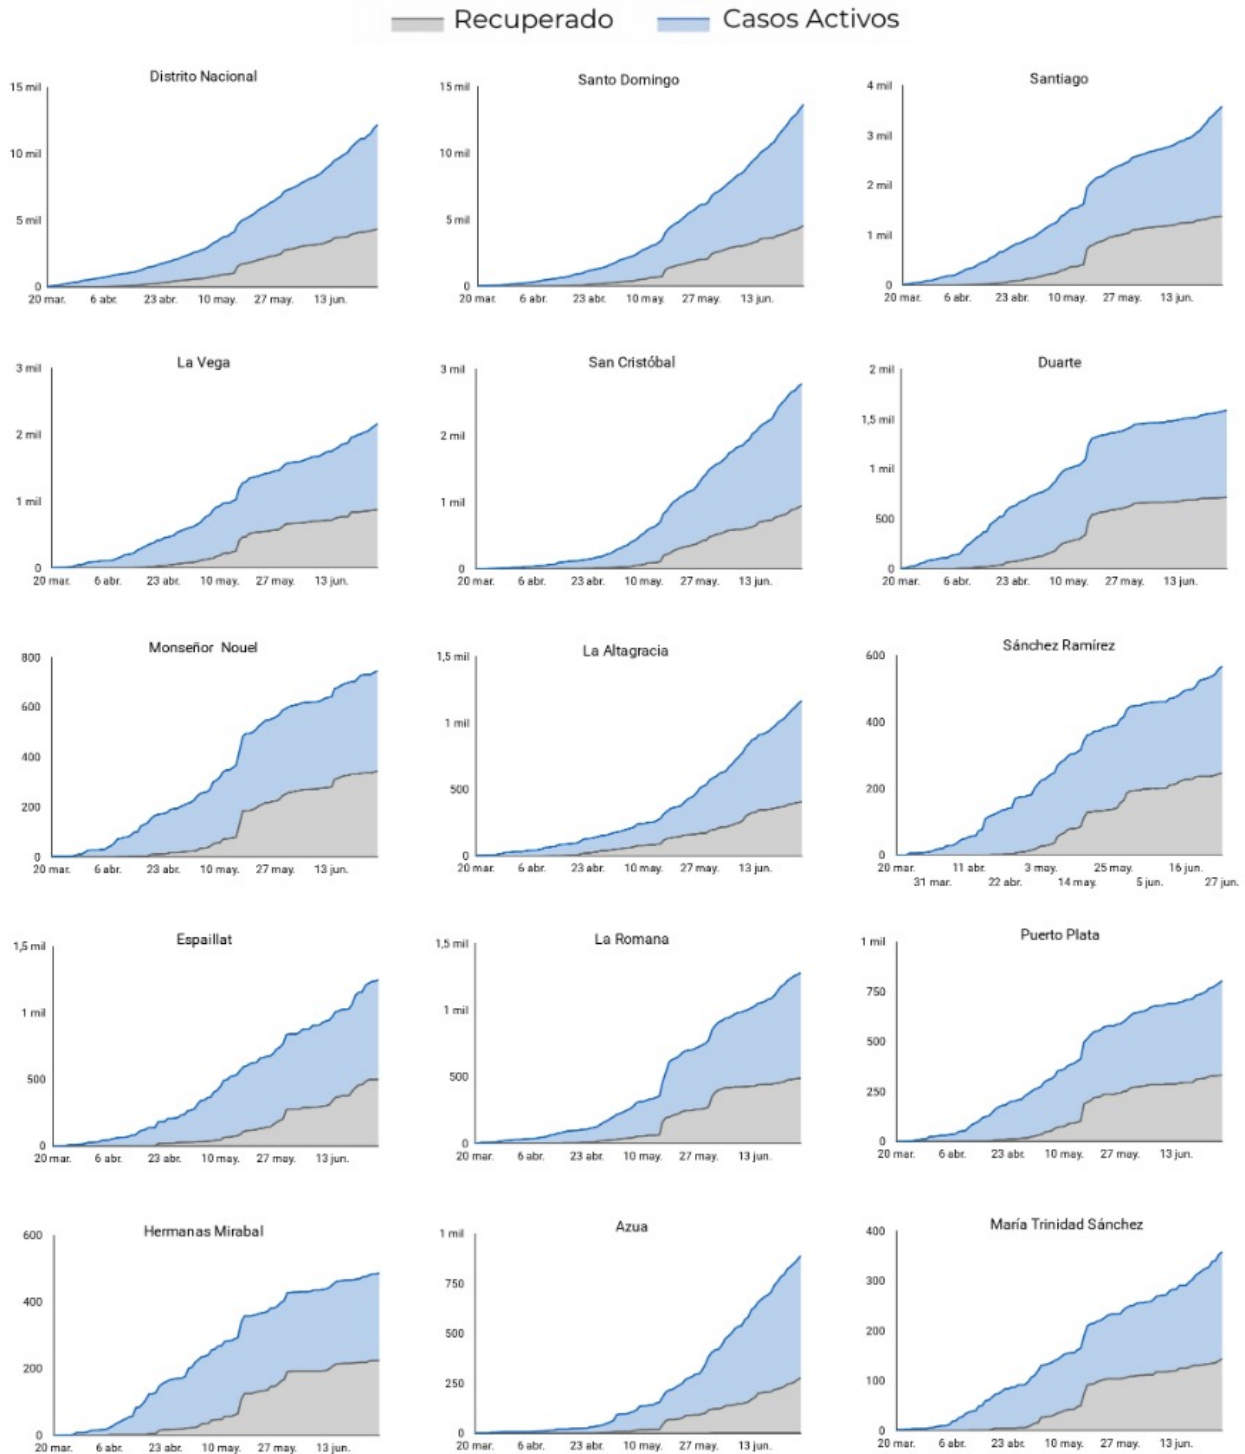 Recuperado Casos Activos
Distrito Nacional
15 mil
10 mil
5 mil
0
20 mar. 6 abr. 23 abr. 10 may. 27 may. 13 jun.
Santo Domingo
15 mil
10 mil
5 mil
0
20 mar. 6 abr. 23 abr. 10 may. 27 may. 13 jun.
Santiago
4 mil
3 mil
2 mil
1 mil
0
20 mar. 6 abr. 23 abr. 10 may. 27 may. 13 jun.
La Vega
3 mil
2 mil
1 mil
0
20 mar. 6 abr. 23 abr. 10 may. 27 may. 13 jun.
San Cristóbal
3 mil
2 mil
1 mil
0
20 mar. 6 abr. 23 abr. 10 may. 27 may. 13 jun.
Duarte
2 mil
1,5 mil
1 mil
500
0
20 mar. 6 abr. 23 abr. 10 may. 27 may. 13 jun.
Monseñor Nouel
800
600
400
200
0
20 mar. 6 abr. 23 abr. 10 may. 27 may. 13 jun.
La Altagracia
1,5 mil
1 mil
500
0
20 mar. 6 abr. 23 abr. 10 may. 27 may. 13 jun.
Sánchez Ramírez
600
400
200
0
20 mar. 11 abr. 3 may. 25 may. 16 jun.
31 mar. 22 abr. 14 may. 5 jun. 27 jun.
Espaillat
1,5 mil
1 mil
500
0
20 mar. 6 abr. 23 abr. 10 may. 27 may. 13 jun.
La Romana
1,5 mil
1 mil
500
0
20 mar. 6 abr. 23 abr. 10 may. 27 may. 13 jun.
Puerto Plata
1 mil
750
500
250
0
20 mar. 6 abr. 23 abr. 10 may. 27 may. 13 jun.
Hermanas Mirabal
600
400
200
0
20 mar. 6 abr. 23 abr. 10 may. 27 may. 13 jun.
Azua
1 mil
750
500
250
0
20 mar. 6 abr. 23 abr. 10 may. 27 may. 13 jun.
María Trinidad Sánchez
400
300
200
100
0
20 mar. 6 abr. 23 abr. 10 may. 27 may. 13 jun.